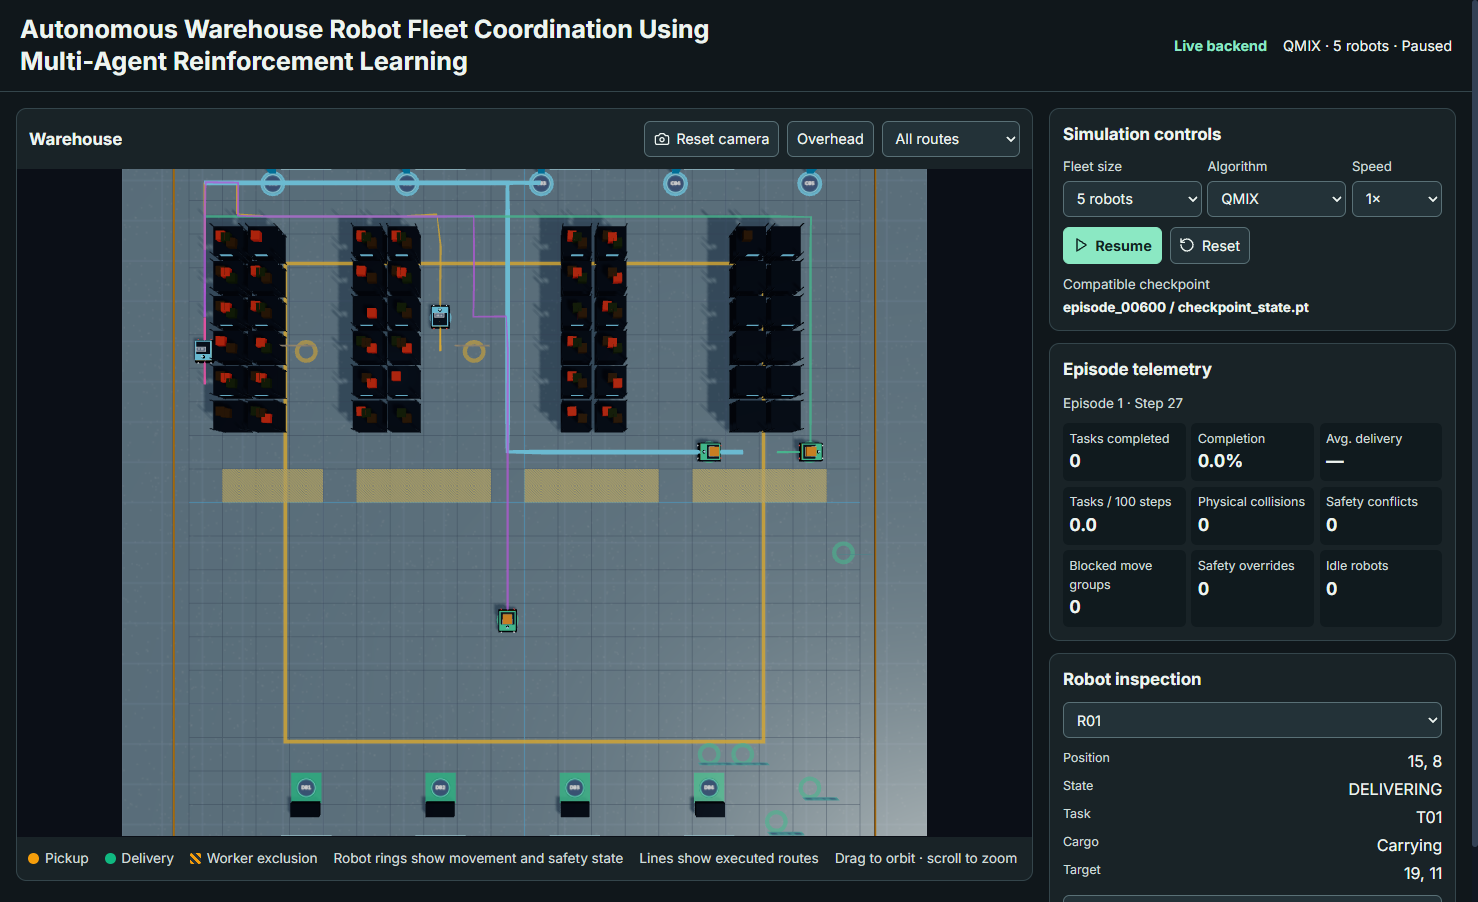 Autonomous Warehouse Robot Fleet Coordination Using
Multi-Agent Reinforcement Learning
Live backend QMIX · 5 robots · Paused
Warehouse
Reset camera
Overhead
All routes
Simulation controls
Fleet size Algorithm Speed
5 robots QMIX 1×
Resume Reset
Compatible checkpoint
episode_00600 / checkpoint_state.pt
Episode telemetry
Episode 1 · Step 27
Tasks completed Completion Avg. delivery
0 0.0% —
Tasks / 100 steps Physical collisions Safety conflicts
0.0 0 0
Blocked move groups Safety overrides Idle robots
0 0 0
Robot inspection
R01
Position 15, 8
State DELIVERING
Task T01
Cargo Carrying
Target 19, 11
D01 D02 D03 D04
Pickup Delivery Worker exclusion Robot rings show movement and safety state Lines show executed routes Drag to orbit · scroll to zoom